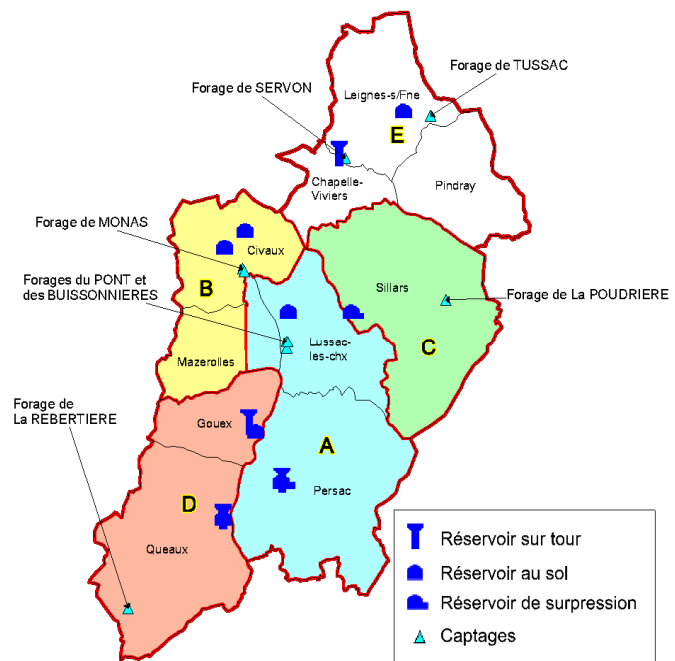 Forage de TUSSAC
Forage de SERVON
Leignes-s/Fne
E
Chapelle-
Viviers
Pindray
Forage de MONAS
Civaux
Forages du PONT et
des BUISSONNIERES
B
Sillars
Forage de La POUDRIERE
Lussac-
les-chx
C
Mazerolles
Forage de
La REBERTIERE
Gouex
A
Persac
D
Queaux
Réservoir sur tour
Réservoir au sol
Réservoir de surpression
Captages